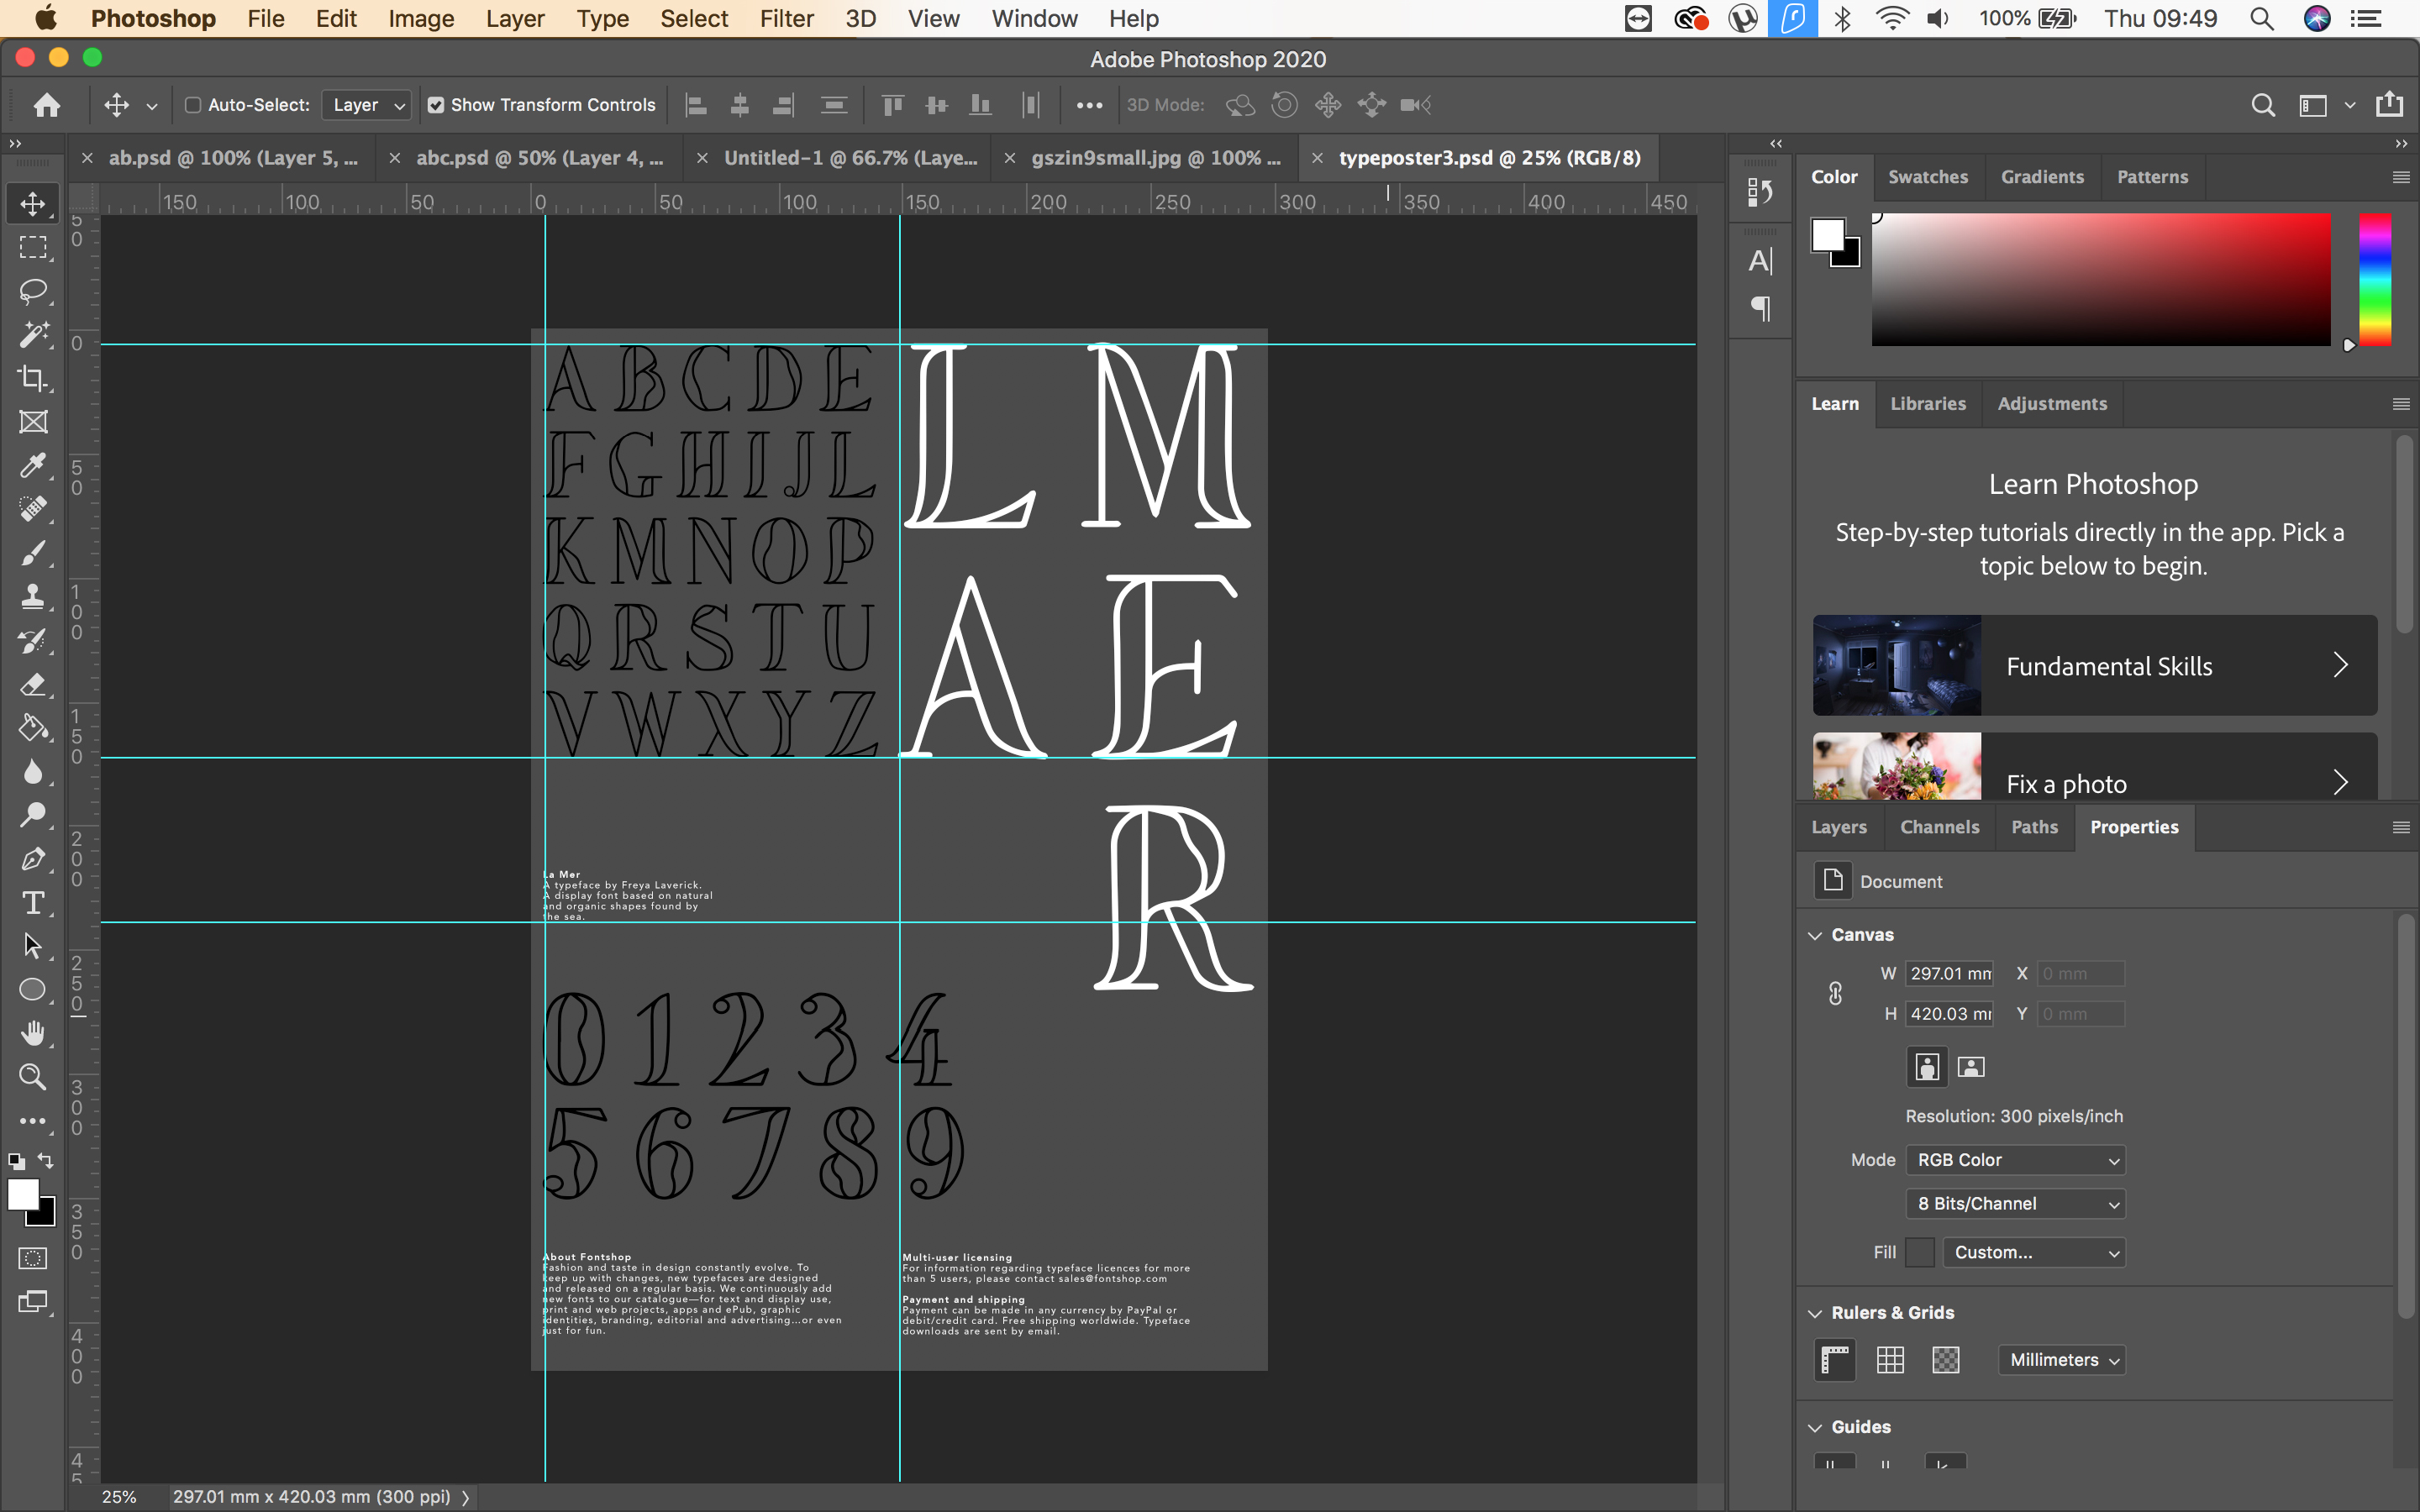 Photoshop File Edit Image Layer Type Select Filter 3D View Window Help 100% Thu 09:49
Adobe Photoshop 2020
Auto-Select: Layer Show Transform Controls 3D Mode:
ab.psd @ 100% (Layer 5, ... abc.psd @ 50% (Layer 4, ... Untitled-1 @ 66.7% (Laye... gszin9small.jpg @ 100% ... typeposter3.psd @ 25% (RGB/8)
150 100 50 0 50 100 150 200 250 300 350 400 450
50
0
50
100
150
200
250
300
350
400
45
A B C D E
F G H I J L
K M N O P
Q R S T U
V W X Y Z
L M
A E
R
La Mer
A typeface by Freya Laverick.
A display font based on natural
and organic shapes found by
the sea.
0 1 2 3 4
5 6 7 8 9
About Fontshop
Fashion and taste in design constantly evolve. To
keep up with changes, new typefaces are designed
and released on a regular basis. We continuously add
new fonts to our catalogue—for text and display use,
print and web projects, apps and ePub, graphic
identities, branding, editorial and advertising...or even
just for fun.
Multi-user licensing
For information regarding typeface licences for more
than 5 users, please contact sales@fontshop.com
Payment and shipping
Payment can be made in any currency by PayPal or
debit/credit card. Free shipping worldwide. Typeface
downloads are sent by email.
25% 297.01 mm x 420.03 mm (300 ppi)
Color Swatches Gradients Patterns
Learn Libraries Adjustments
Learn Photoshop
Step-by-step tutorials directly in the app. Pick a
topic below to begin.
Fundamental Skills
Fix a photo
Layers Channels Paths Properties
Document
Canvas
W 297.01 mm X 0 mm
H 420.03 mm Y 0 mm
Resolution: 300 pixels/inch
Mode RGB Color
8 Bits/Channel
Fill Custom...
Rulers & Grids
Millimeters
Guides